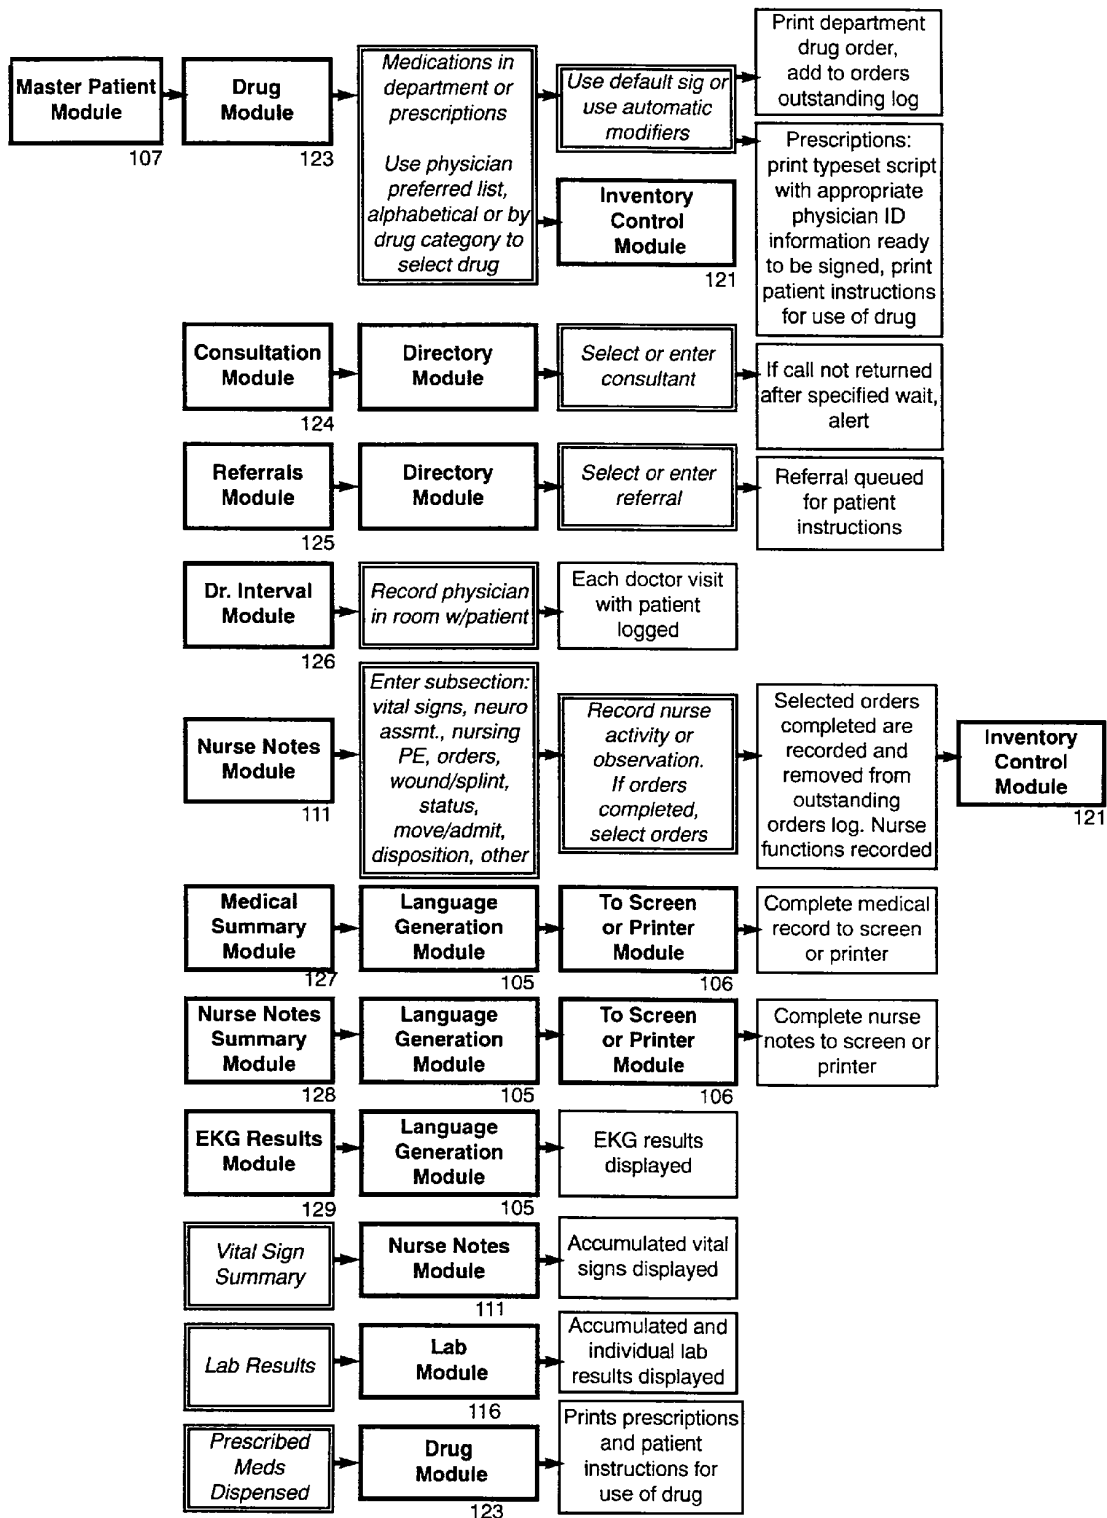 Master Patient
Module
107
Drug
Module
123
Medications in
department or
prescriptions
Use physician
preferred list,
alphabetical or by
drug category to
select drug
Use default sig or
use automatic
modifiers
Inventory
Control
Module
121
Print department
drug order,
add to orders
outstanding log
Prescriptions:
print typeset script
with appropriate
physician ID
information ready
to be signed, print
patient instructions
for use of drug
Consultation
Module
124
Directory
Module
Select or enter
consultant
If call not returned
after specified wait,
alert
Referrals
Module
125
Directory
Module
Select or enter
referral
Referral queued
for patient
instructions
Dr. Interval
Module
126
Record physician
in room w/patient
Each doctor visit
with patient
logged
Nurse Notes
Module
111
Enter subsection:
vital signs, neuro
assmt., nursing
PE, orders,
wound/splint,
status,
move/admit,
disposition, other
Record nurse
activity or
observation.
If orders
completed,
select orders
Selected orders
completed are
recorded and
removed from
outstanding
orders log. Nurse
functions recorded
Inventory
Control
Module
121
Medical
Summary
Module
127
Language
Generation
Module
105
To Screen
or Printer
Module
106
Complete medical
record to screen
or printer
Nurse Notes
Summary
Module
128
Language
Generation
Module
105
To Screen
or Printer
Module
106
Complete nurse
notes to screen or
printer
EKG Results
Module
129
Language
Generation
Module
105
EKG results
displayed
Vital Sign
Summary
Nurse Notes
Module
111
Accumulated vital
signs displayed
Lab Results
Lab
Module
116
Accumulated and
individual lab
results displayed
Prescribed
Meds
Dispensed
Drug
Module
123
Prints prescriptions
and patient
instructions for
use of drug